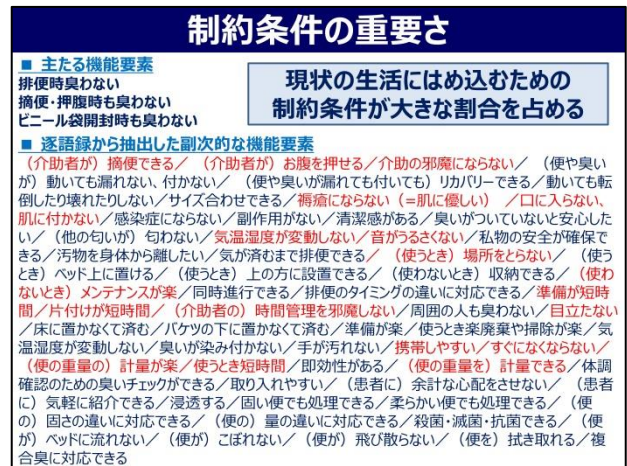 制約条件の重要さ
■ 主たる機能要素
排便時臭わない
摘便・押腹時も臭わない
ビニール袋開封時も臭わない
現状の生活にはめ込むための
制約条件が大きな割合を占める
■ 逐語録から抽出した副次的な機能要素
（介助者が）摘便できる／（介助者が）お腹を押せる／介助の邪魔にならない／（便や臭い
が）動いても漏れない、付かない／（便や臭いが漏れても付いても）リカバリーできる／動いても転
倒したり壊れたりしない／サイズ合わせできる／褥瘡にならない（＝肌に優しい）／口に入らない、
肌に付かない／感染症にならない／副作用がない／清潔感がある／臭いがついていないと安心した
い／（他の匂いが）匂わない／気温湿度が変動しない／音がうるさくない／私物の安全が確保で
きる／汚物を身体から離したい／気が済むまで排便できる／（使うとき）場所をとらない／（使う
とき）ベッド上に置ける／（使うとき）上の方に設置できる／（使わないとき）収納できる／（使わ
ないとき）メンテナンスが楽／同時進行できる／排便のタイミングの違いに対応できる／準備が短時
間／片付けが短時間／（介助者の）時間管理を邪魔しない／周囲の人も臭わない／目立たない
／床に置かなくて済む／バケツの下に置かなくて済む／準備が楽／使うとき楽廃棄や掃除が楽／気
温湿度が変動しない／臭いが染み付かない／手が汚れない／携帯しやすい／すぐになくならない／
（便の重量の）計量が楽／使うとき短時間／即効性がある／（便の重量を）計量できる／体調
確認のための臭いチェックができる／取り入れやすい／（患者に）余計な心配をさせない／（患者
に）気軽に紹介できる／浸透する／固い便でも処理できる／柔らかい便でも処理できる／（便
の）固さの違いに対応できる／（便の）量の違いに対応できる／殺菌・滅菌・抗菌できる／（便
が）ベッドに流れない／（便が）こぼれない／（便が）飛び散らない／（便を）拭き取れる／複
合臭に対応できる